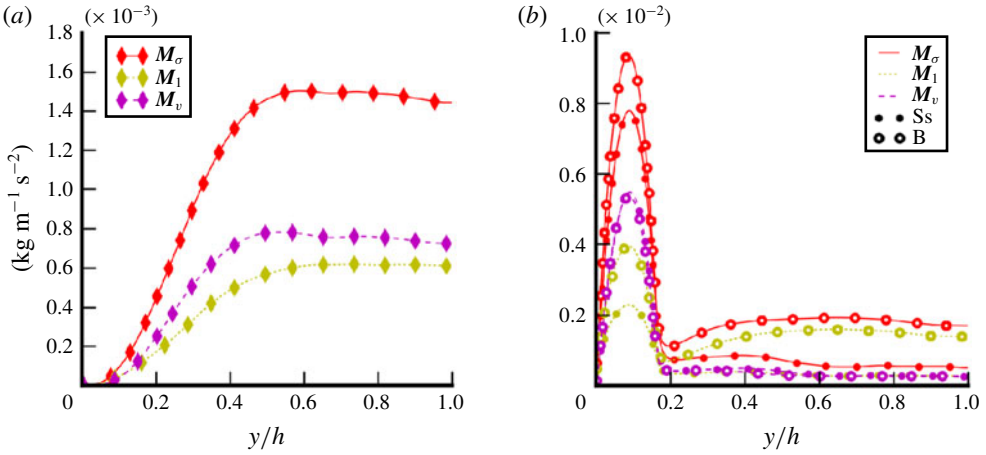 (a) (× 10⁻³)
1.8
1.6
1.4
1.2
1.0
0.8
0.6
0.4
0.2
0 0.2 0.4 0.6 0.8 1.0
y/h
(kg m⁻¹ s⁻²)
M_σ
M_1
M_v
(b) (× 10⁻²)
1.0
0.8
0.6
0.4
0.2
0 0.2 0.4 0.6 0.8 1.0
y/h
M_σ
M_1
M_v
Ss
B